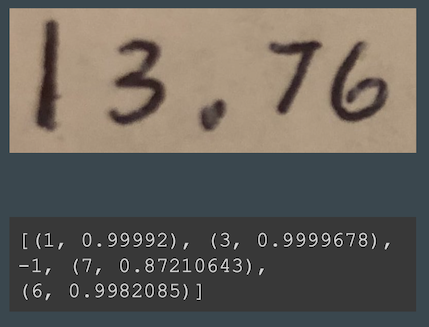 13.76
[(1, 0.99992), (3, 0.9999678),
-1, (7, 0.87210643),
(6, 0.9982085)]